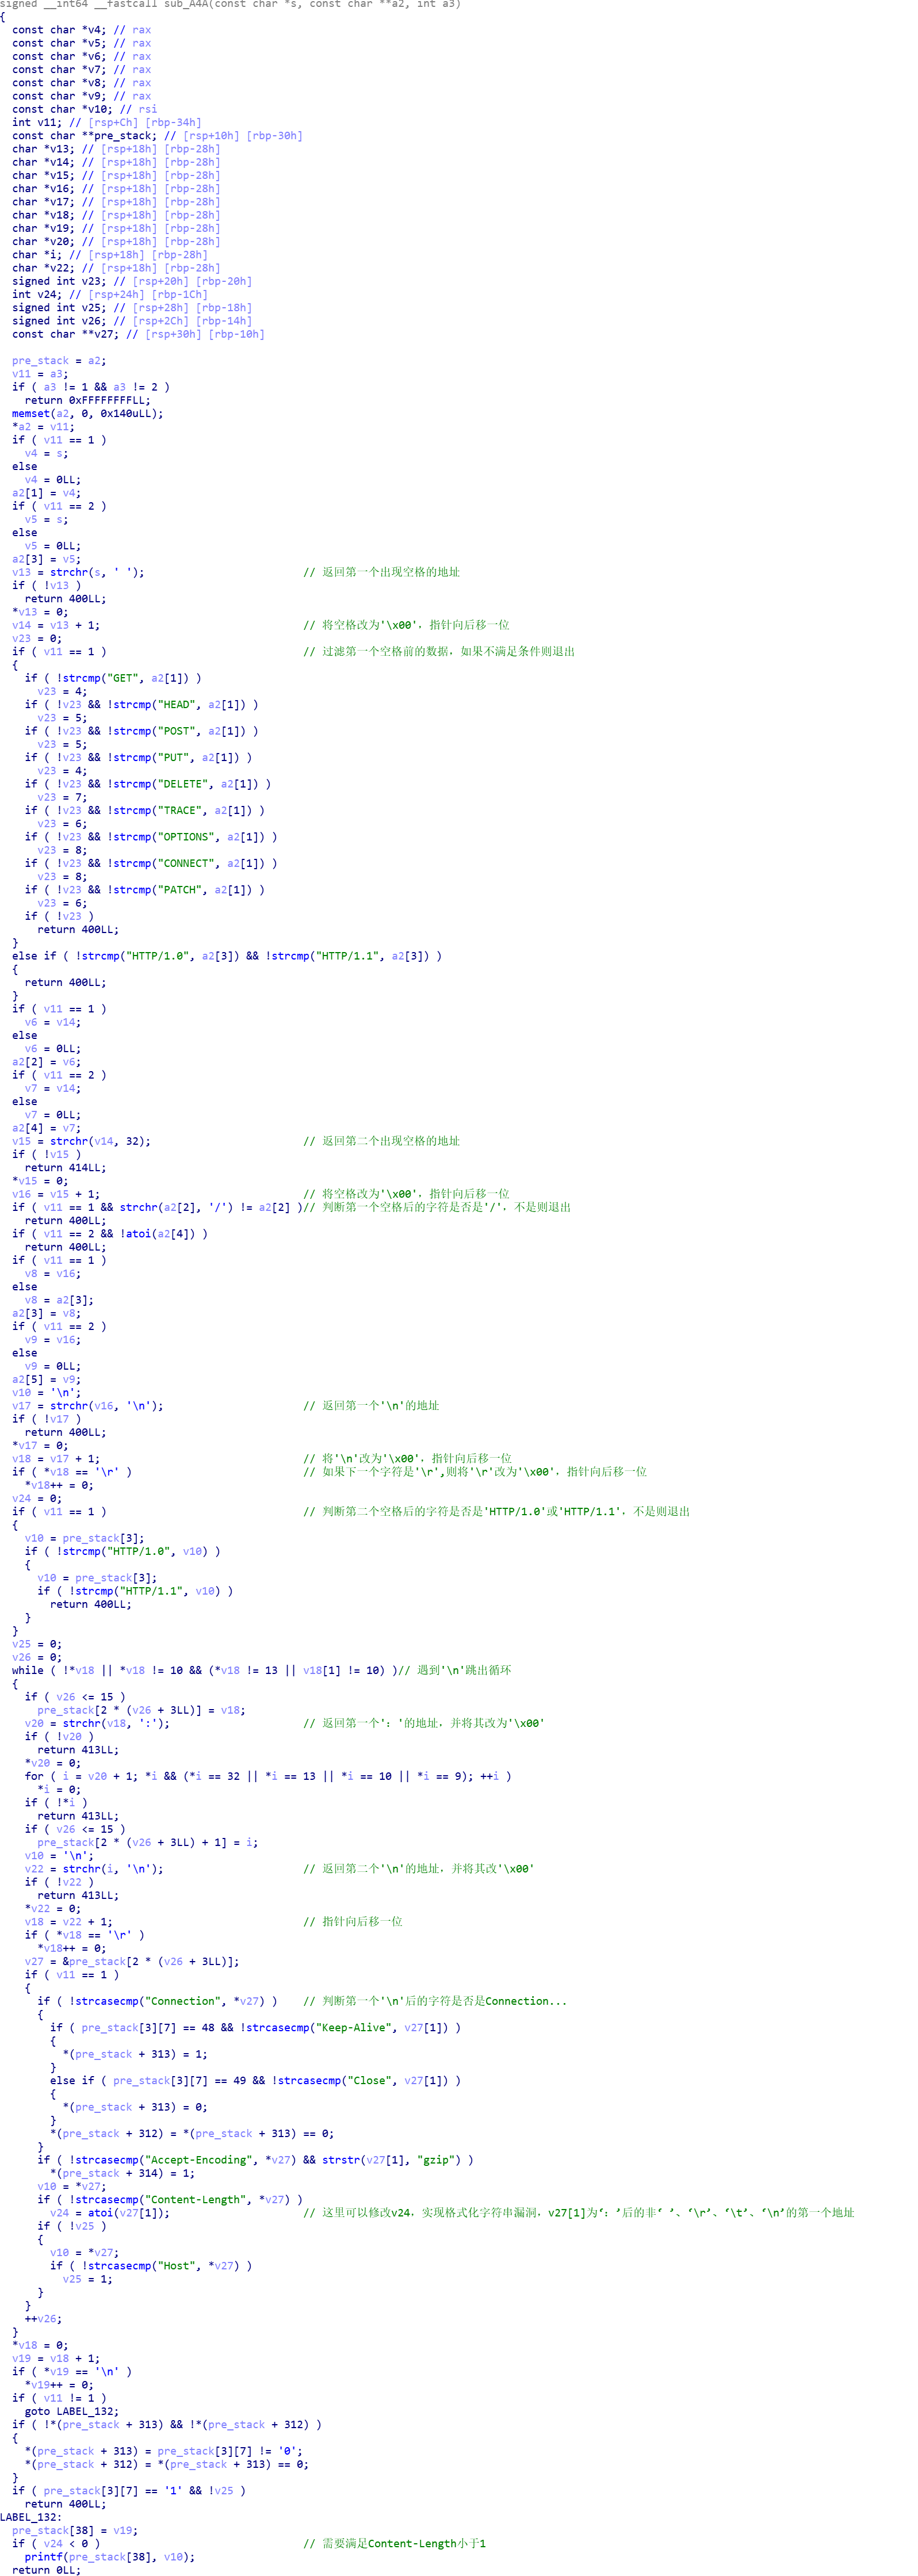 signed __int64 __fastcall sub_A4A(const char *s, const char **a2, int a3)
{
  const char *v4; // rax
  const char *v5; // rax
  const char *v6; // rax
  const char *v7; // rax
  const char *v8; // rax
  const char *v9; // rax
  const char *v10; // rsi
  int v11; // [rsp+Ch] [rbp-34h]
  const char **pre_stack; // [rsp+10h] [rbp-30h]
  char *v13; // [rsp+18h] [rbp-28h]
  char *v14; // [rsp+18h] [rbp-28h]
  char *v15; // [rsp+18h] [rbp-28h]
  char *v16; // [rsp+18h] [rbp-28h]
  char *v17; // [rsp+18h] [rbp-28h]
  char *v18; // [rsp+18h] [rbp-28h]
  char *v19; // [rsp+18h] [rbp-28h]
  char *v20; // [rsp+18h] [rbp-28h]
  char *i; // [rsp+18h] [rbp-28h]
  char *v22; // [rsp+18h] [rbp-28h]
  signed int v23; // [rsp+20h] [rbp-20h]
  int v24; // [rsp+24h] [rbp-1Ch]
  signed int v25; // [rsp+28h] [rbp-18h]
  signed int v26; // [rsp+2Ch] [rbp-14h]
  const char **v27; // [rsp+30h] [rbp-10h]

  pre_stack = a2;
  v11 = a3;
  if ( a3 != 1 && a3 != 2 )
    return 0xFFFFFFFFLL;
  memset(a2, 0, 0x140uLL);
  *a2 = v11;
  if ( v11 == 1 )
    v4 = s;
  else
    v4 = 0LL;
  a2[1] = v4;
  if ( v11 == 2 )
    v5 = s;
  else
    v5 = 0LL;
  a2[3] = v5;
  v13 = strchr(s, ' ');                         // 返回第一个出现空格的地址
  if ( !v13 )
    return 400LL;
  *v13 = 0;
  v14 = v13 + 1;                                // 将空格改为'\x00'，指针向后移一位
  v23 = 0;
  if ( v11 == 1 )                               // 过滤第一个空格前的数据，如果不满足条件则退出
  {
    if ( !strcmp("GET", a2[1]) )
      v23 = 4;
    if ( !v23 && !strcmp("HEAD", a2[1]) )
      v23 = 5;
    if ( !v23 && !strcmp("POST", a2[1]) )
      v23 = 5;
    if ( !v23 && !strcmp("PUT", a2[1]) )
      v23 = 4;
    if ( !v23 && !strcmp("DELETE", a2[1]) )
      v23 = 7;
    if ( !v23 && !strcmp("TRACE", a2[1]) )
      v23 = 6;
    if ( !v23 && !strcmp("OPTIONS", a2[1]) )
      v23 = 8;
    if ( !v23 && !strcmp("CONNECT", a2[1]) )
      v23 = 8;
    if ( !v23 && !strcmp("PATCH", a2[1]) )
      v23 = 6;
    if ( !v23 )
      return 400LL;
  }
  else if ( !strcmp("HTTP/1.0", a2[3]) && !strcmp("HTTP/1.1", a2[3]) )
  {
    return 400LL;
  }
  if ( v11 == 1 )
    v6 = v14;
  else
    v6 = 0LL;
  a2[2] = v6;
  if ( v11 == 2 )
    v7 = v14;
  else
    v7 = 0LL;
  a2[4] = v7;
  v15 = strchr(v14, 32);                        // 返回第二个出现空格的地址
  if ( !v15 )
    return 414LL;
  *v15 = 0;
  v16 = v15 + 1;                                // 将空格改为'\x00'，指针向后移一位
  if ( v11 == 1 && strchr(a2[2], '/') != a2[2] )// 判断第一个空格后的字符是否是'/'，不是则退出
    return 400LL;
  if ( v11 == 2 && !atoi(a2[4]) )
    return 400LL;
  if ( v11 == 1 )
    v8 = v16;
  else
    v8 = a2[3];
  a2[3] = v8;
  if ( v11 == 2 )
    v9 = v16;
  else
    v9 = 0LL;
  a2[5] = v9;
  v10 = '\n';
  v17 = strchr(v16, '\n');                      // 返回第一个'\n'的地址
  if ( !v17 )
    return 400LL;
  *v17 = 0;
  v18 = v17 + 1;                                // 将'\n'改为'\x00'，指针向后移一位
  if ( *v18 == '\r' )                           // 如果下一个字符是'\r',则将'\r'改为'\x00'，指针向后移一位
    *v18++ = 0;
  v24 = 0;
  if ( v11 == 1 )                               // 判断第二个空格后的字符是否是'HTTP/1.0'或'HTTP/1.1'，不是则退出
  {
    v10 = pre_stack[3];
    if ( !strcmp("HTTP/1.0", v10) )
    {
      v10 = pre_stack[3];
      if ( !strcmp("HTTP/1.1", v10) )
        return 400LL;
    }
  }
  v25 = 0;
  v26 = 0;
  while ( !*v18 || *v18 != 10 && (*v18 != 13 || v18[1] != 10) )// 遇到'\n'跳出循环
  {
    if ( v26 <= 15 )
      pre_stack[2 * (v26 + 3LL)] = v18;
    v20 = strchr(v18, ':');                     // 返回第一个'：'的地址，并将其改为'\x00'
    if ( !v20 )
      return 413LL;
    *v20 = 0;
    for ( i = v20 + 1; *i && (*i == 32 || *i == 13 || *i == 10 || *i == 9); ++i )
      *i = 0;
    if ( !*i )
      return 413LL;
    if ( v26 <= 15 )
      pre_stack[2 * (v26 + 3LL) + 1] = i;
    v10 = '\n';
    v22 = strchr(i, '\n');                      // 返回第二个'\n'的地址，并将其改'\x00'
    if ( !v22 )
      return 413LL;
    *v22 = 0;
    v18 = v22 + 1;                              // 指针向后移一位
    if ( *v18 == '\r' )
      *v18++ = 0;
    v27 = &pre_stack[2 * (v26 + 3LL)];
    if ( v11 == 1 )
    {
      if ( !strcasecmp("Connection", *v27) )    // 判断第一个'\n'后的字符是否是Connection...
      {
        if ( pre_stack[3][7] == 48 && !strcasecmp("Keep-Alive", v27[1]) )
        {
          *(pre_stack + 313) = 1;
        }
        else if ( pre_stack[3][7] == 49 && !strcasecmp("Close", v27[1]) )
        {
          *(pre_stack + 313) = 0;
        }
        *(pre_stack + 312) = *(pre_stack + 313) == 0;
      }
      if ( !strcasecmp("Accept-Encoding", *v27) && strstr(v27[1], "gzip") )
        *(pre_stack + 314) = 1;
      v10 = *v27;
      if ( !strcasecmp("Content-Length", *v27) )
        v24 = atoi(v27[1]);                     // 这里可以修改v24，实现格式化字符串漏洞，v27[1]为‘：’后的非‘ ’、‘\r’、‘\t’、‘\n’的第一个地址
      if ( !v25 )
      {
        v10 = *v27;
        if ( !strcasecmp("Host", *v27) )
          v25 = 1;
      }
    }
    ++v26;
  }
  *v18 = 0;
  v19 = v18 + 1;
  if ( *v19 == '\n' )
    *v19++ = 0;
  if ( v11 != 1 )
    goto LABEL_132;
  if ( !*(pre_stack + 313) && !*(pre_stack + 312) )
  {
    *(pre_stack + 313) = pre_stack[3][7] != '0';
    *(pre_stack + 312) = *(pre_stack + 313) == 0;
  }
  if ( pre_stack[3][7] == '1' && !v25 )
    return 400LL;
LABEL_132:
  pre_stack[38] = v19;
  if ( v24 < 0 )                                // 需要满足Content-Length小于1
    printf(pre_stack[38], v10);
  return 0LL;